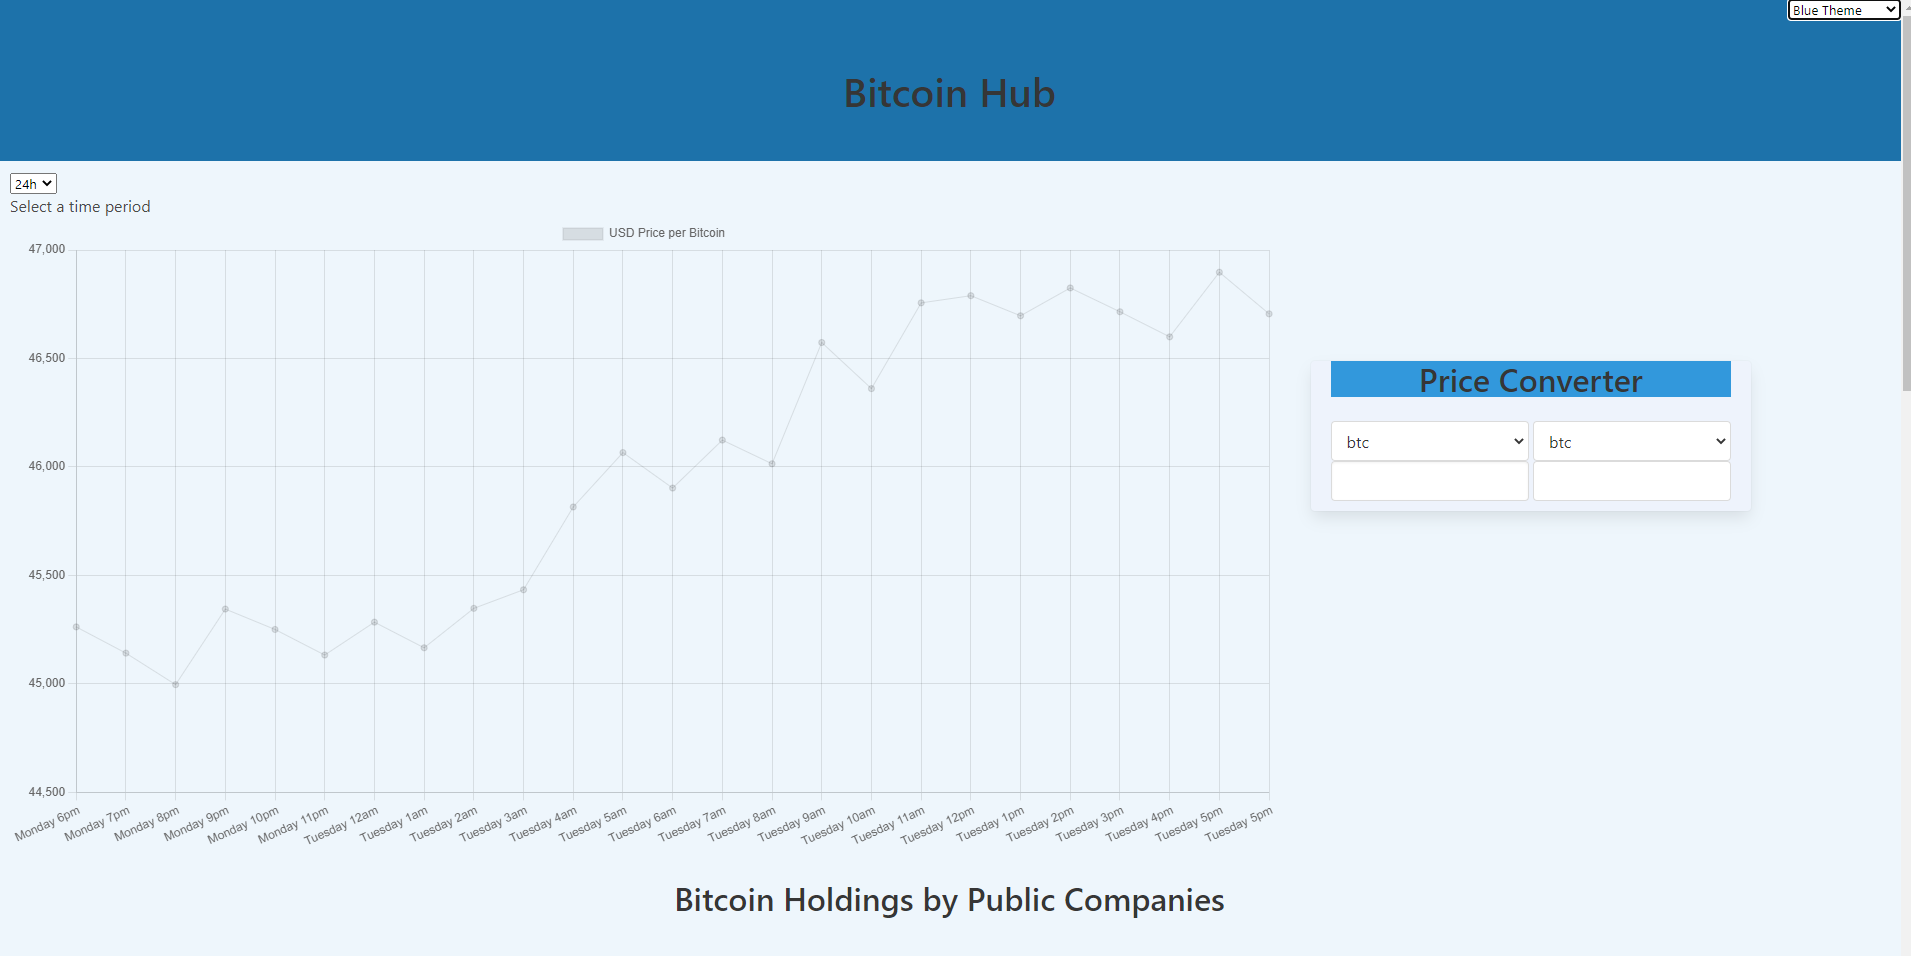 Blue Theme
Bitcoin Hub
24h
Select a time period
USD Price per Bitcoin
47,000
46,500
46,000
45,500
45,000
44,500
Monday 6pm
Monday 7pm
Monday 8pm
Monday 9pm
Monday 10pm
Monday 11pm
Tuesday 12am
Tuesday 1am
Tuesday 2am
Tuesday 3am
Tuesday 4am
Tuesday 5am
Tuesday 6am
Tuesday 7am
Tuesday 8am
Tuesday 9am
Tuesday 10am
Tuesday 11am
Tuesday 12pm
Tuesday 1pm
Tuesday 2pm
Tuesday 3pm
Tuesday 4pm
Tuesday 5pm
Tuesday 5pm
Price Converter
btc btc
Bitcoin Holdings by Public Companies